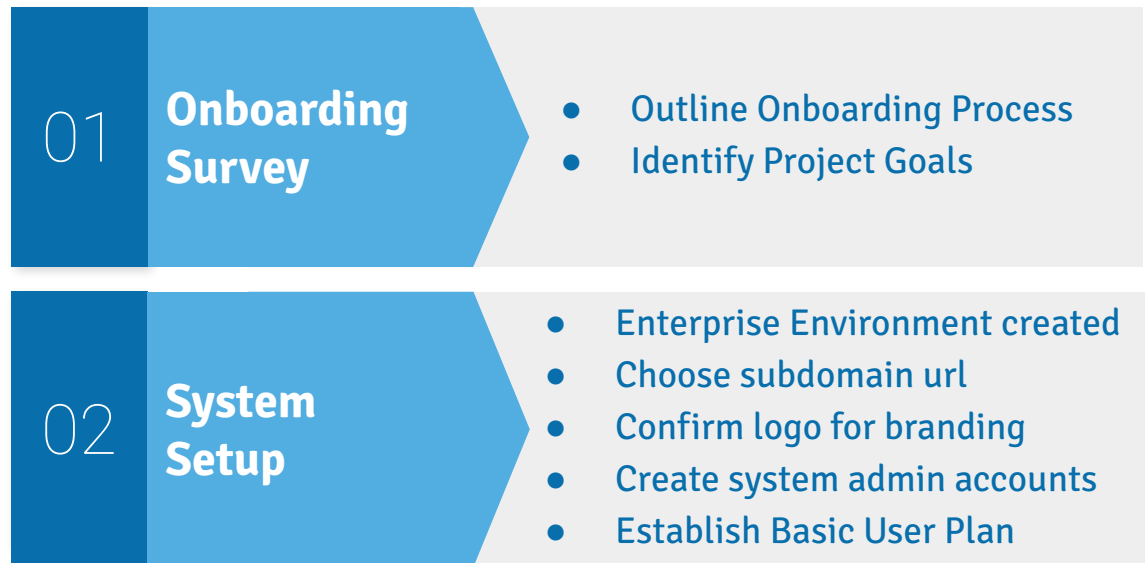 01
Onboarding
Survey
● Outline Onboarding Process
● Identify Project Goals
02
System
Setup
● Enterprise Environment created
● Choose subdomain url
● Confirm logo for branding
● Create system admin accounts
● Establish Basic User Plan